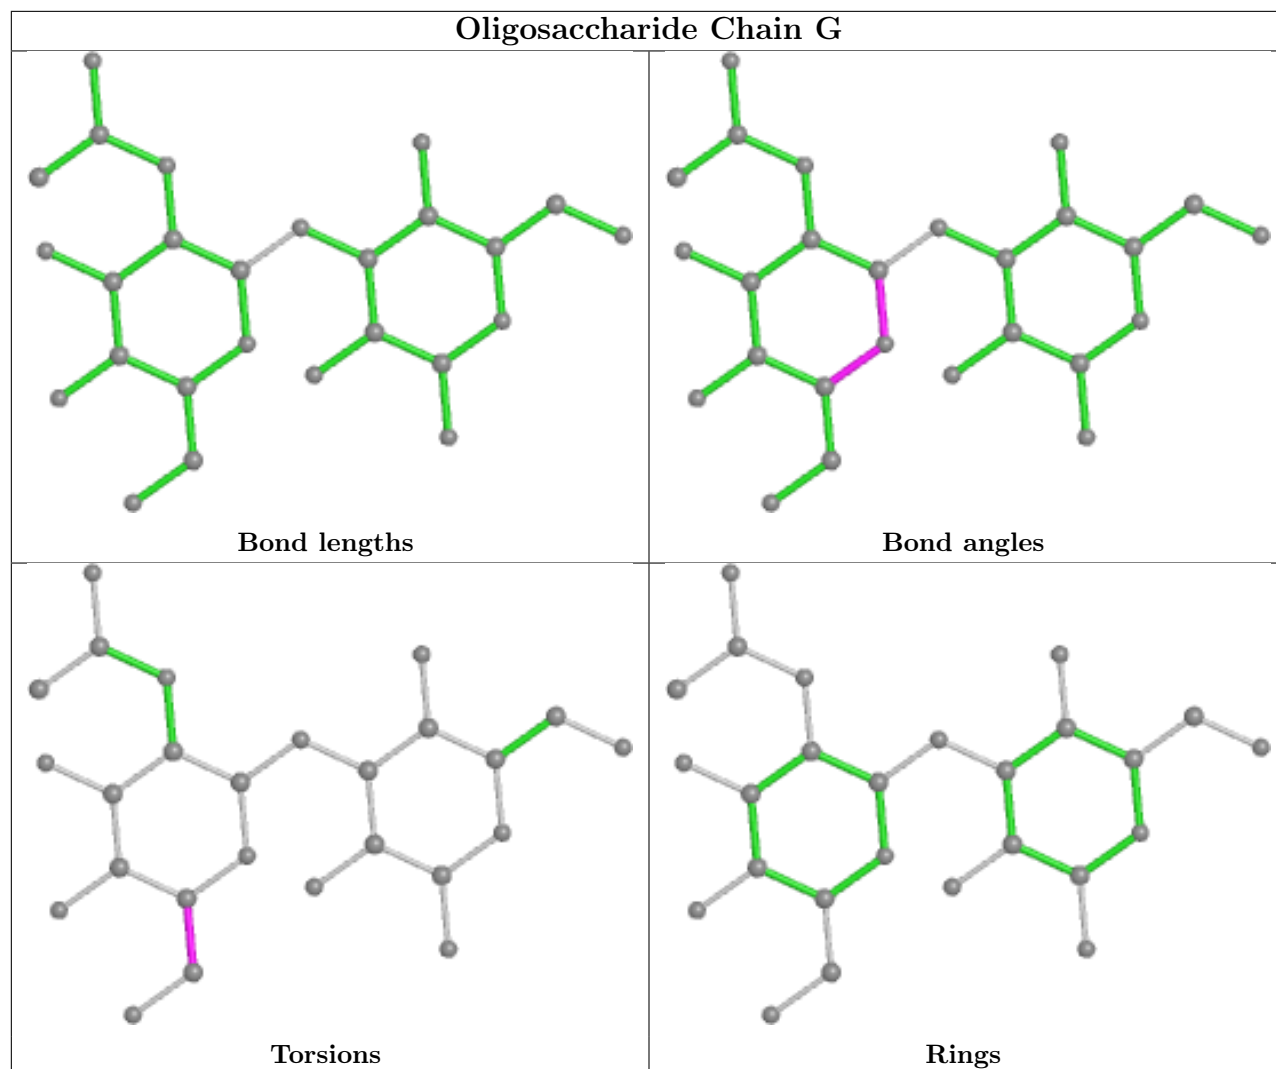 Oligosaccharide Chain G
Bond lengths
Bond angles
Torsions
Rings